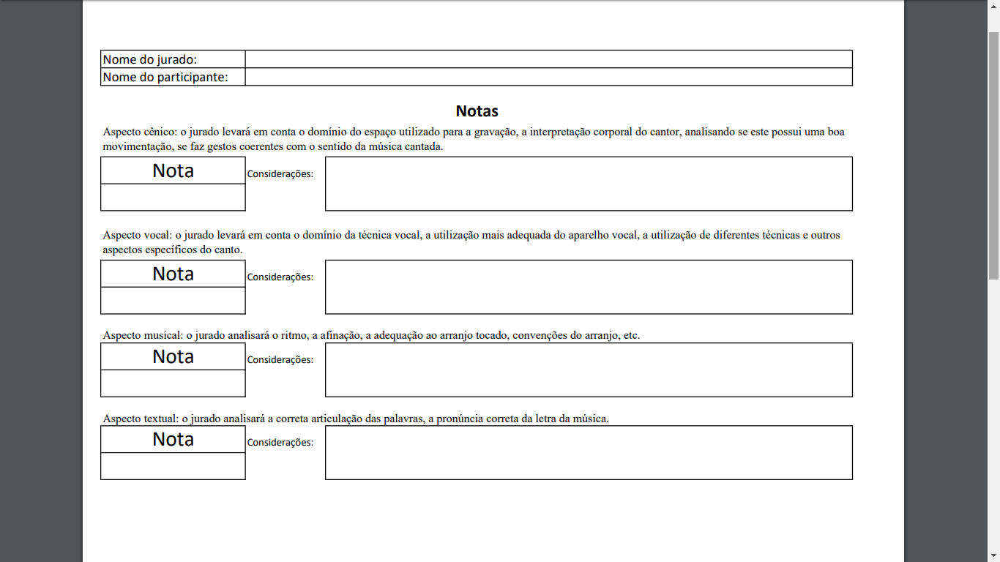 Nome do jurado:
Nome do participante:
Notas
Aspecto cênico: o jurado levará em conta o domínio do espaço utilizado para a gravação, a interpretação corporal do cantor, analisando se este possui uma boa
movimentação, se faz gestos coerentes com o sentido da música cantada.
Nota
Considerações:
Aspecto vocal: o jurado levará em conta o domínio da técnica vocal, a utilização mais adequada do aparelho vocal, a utilização de diferentes técnicas e outros
aspectos específicos do canto.
Nota
Considerações:
Aspecto musical: o jurado analisará o ritmo, a afinação, a adequação ao arranjo tocado, convenções do arranjo, etc.
Nota
Considerações:
Aspecto textual: o jurado analisará a correta articulação das palavras, a pronúncia correta da letra da música.
Nota
Considerações: